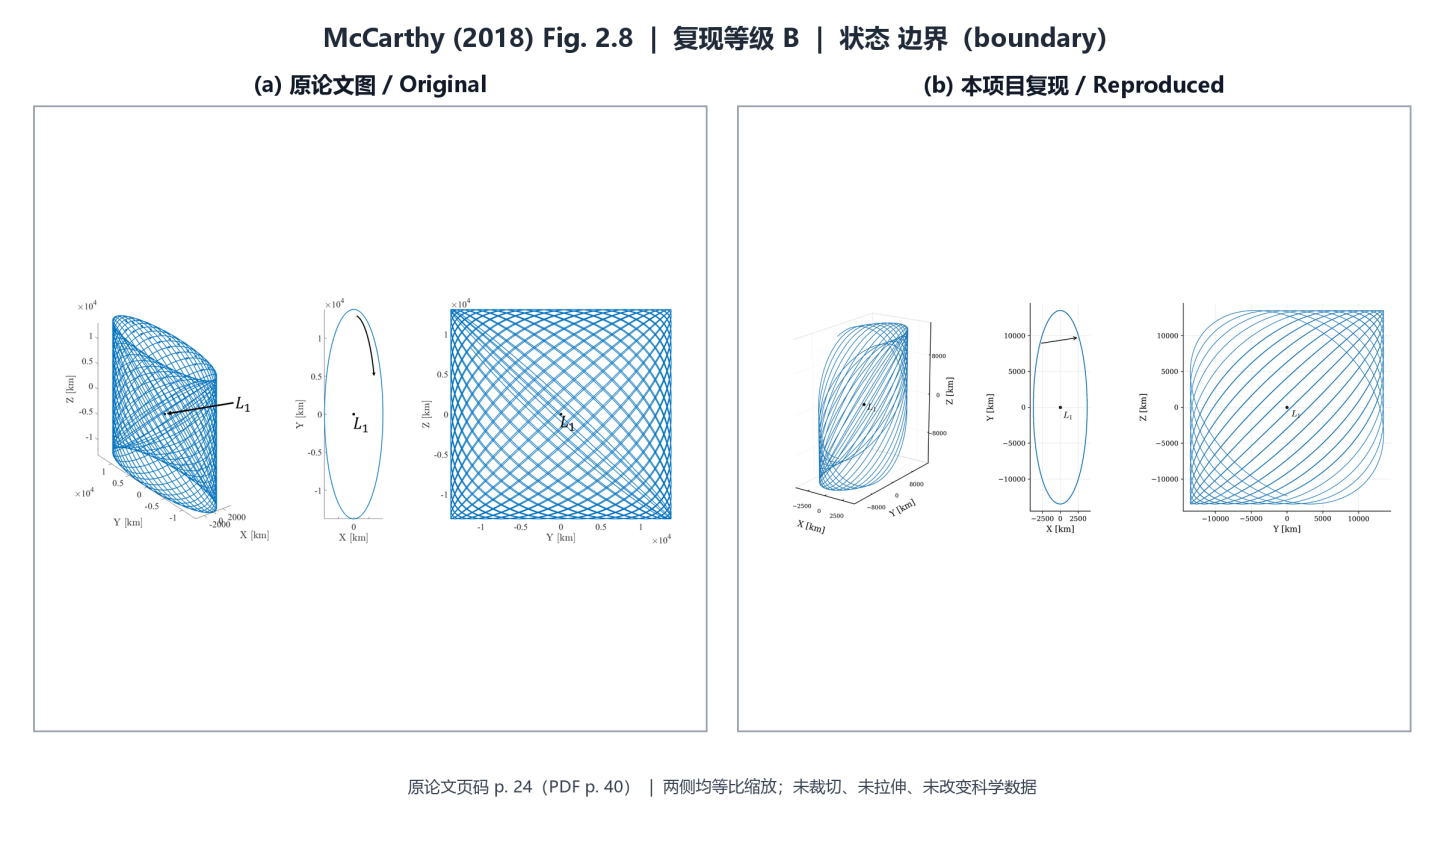 McCarthy (2018) Fig. 2.8 | 复现等级 B | 状态 边界（boundary）
(a) 原论文图 / Original
(b) 本项目复现 / Reproduced
×10⁴
1
0.5
0
-0.5
-1
Z [km]
L₁
1
0.5
0
-0.5
-1
×10⁴
Y [km]
-2000
0
2000
X [km]
×10⁴
1
0.5
0
-0.5
-1
Y [km]
L₁
0
X [km]
×10⁴
1
0.5
0
-0.5
-1
Z [km]
L₁
-1
-0.5
0
0.5
1
Y [km]
×10⁴
8000
0
−8000
Z [km]
L₁
−2500
0
2500
X [km]
−8000
0
8000
Y [km]
10000
5000
0
−5000
−10000
Y [km]
L₁
−2500 0 2500
X [km]
10000
5000
0
−5000
−10000
Z [km]
L₁
−10000 −5000 0 5000 10000
Y [km]
原论文页码 p. 24（PDF p. 40） | 两侧均等比缩放；未裁切、未拉伸、未改变科学数据